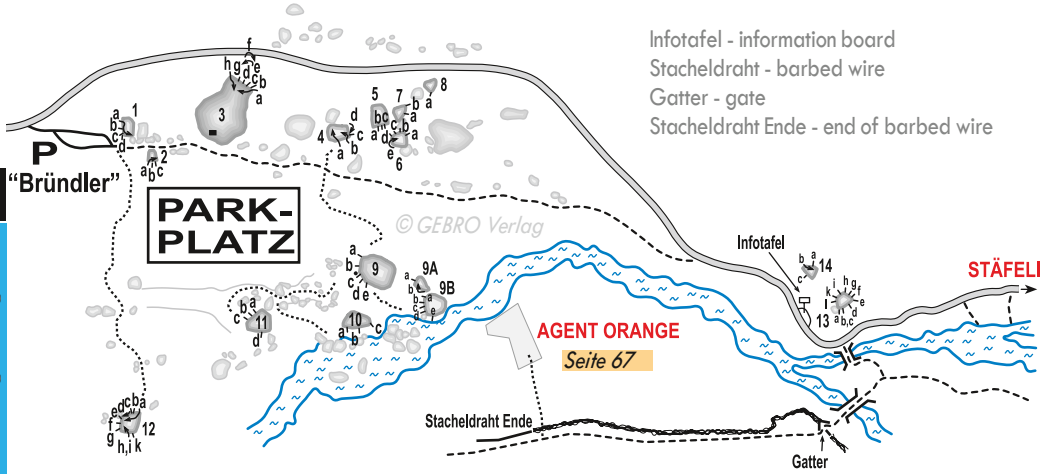 Infotafel - information board
Stacheldraht - barbed wire
Gatter - gate
Stacheldraht Ende - end of barbed wire
f
h g d e
c b
a
3
1
a
b
c
d
2
a b c
P
"Bründler"
PARK-
PLATZ
4
d
c
b
a
5
b c
a
7
b
a
c, b
a
d
e
6
8
a
© GEBRO Verlag
9
a
b
c
d e
9A
a
b
c
9B
a
b
c
d
e
f
10
a
b
c
11
a
b
c
d
12
e d c b a
f
g
h, i k
Infotafel
14
a
b
c
13
i h g f
k
l
e
d
a b, c
STÄFELI
AGENT ORANGE
Seite 67
Stacheldraht Ende
Gatter